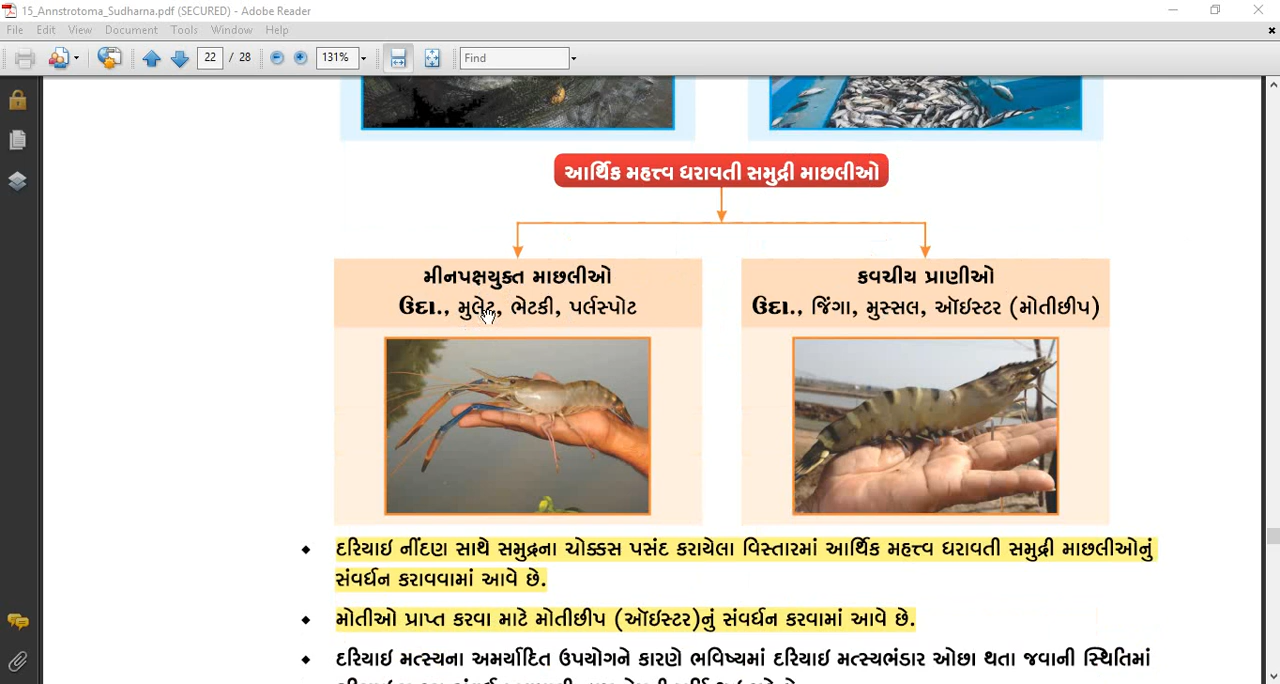 15_Annstrotoma_Sudharna.pdf (SECURED) - Adobe Reader
File Edit View Document Tools Window Help
22 / 28 131% Find
આર્થિક મહત્ત્વ ધરાવતી સમુદ્રી માછલીઓ
મીનપક્ષયુક્ત માછલીઓ
ઉદા., મુલેટ, ભેટકી, પર્લસ્પોટ
કવચીય પ્રાણીઓ
ઉદા., જિંગા, મુસ્સલ, ઑઇસ્ટર (મોતીછીપ)
♦ દરિયાઇ નીંદણ સાથે સમુદ્રના ચોક્કસ પસંદ કરાયેલા વિસ્તારમાં આર્થિક મહત્ત્વ ધરાવતી સમુદ્રી માછલીઓનું
સંવર્ધન કરાવવામાં આવે છે.
♦ મોતીઓ પ્રાપ્ત કરવા માટે મોતીછીપ (ઑઈસ્ટર)નું સંવર્ધન કરવામાં આવે છે.
♦ દરિયાઇ મત્સ્યના અમર્યાદિત ઉપયોગને કારણે ભવિષ્યમાં દરિયાઇ મત્સ્યભંડાર ઓછા થતા જવાની સ્થિતિમાં